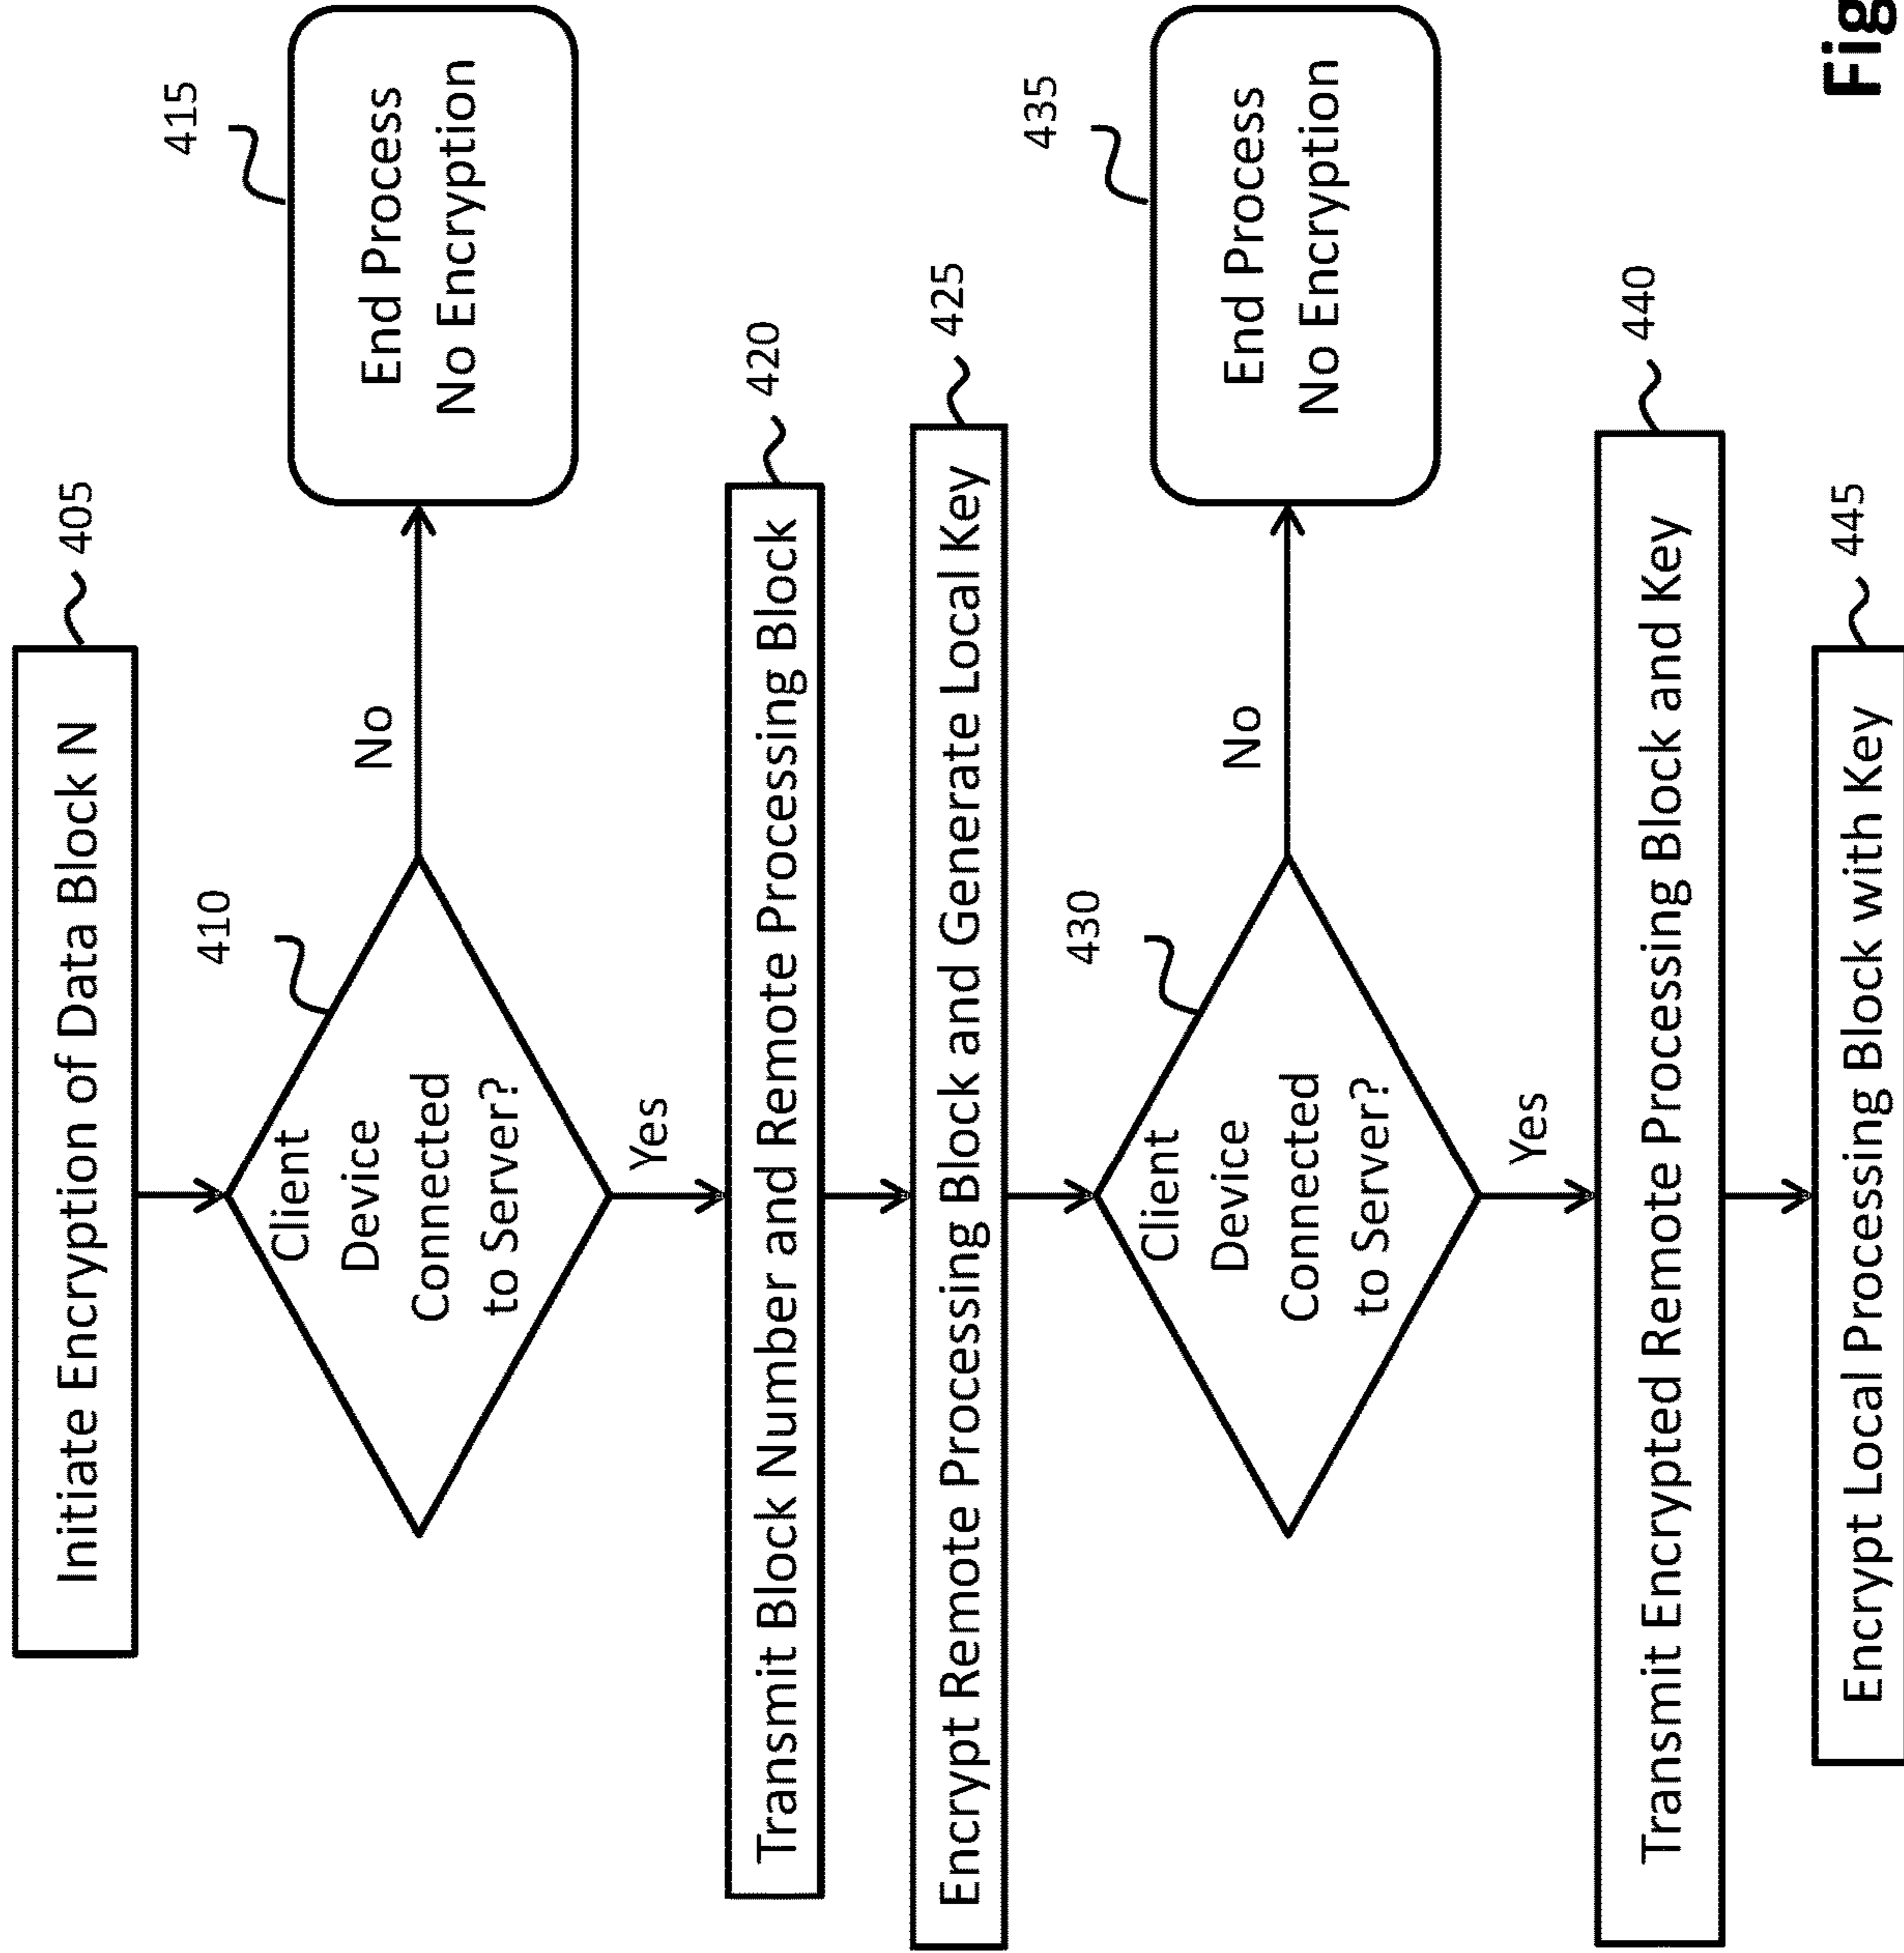 Initiate Encryption of Data Block N
405
410
Client
Device
Connected
to Server?
No
415
End Process
No Encryption
Yes
Transmit Block Number and Remote Processing Block
420
Encrypt Remote Processing Block and Generate Local Key
425
430
Client
Device
Connected
to Server?
No
435
End Process
No Encryption
Yes
Transmit Encrypted Remote Processing Block and Key
440
Encrypt Local Processing Block with Key
445
Fig